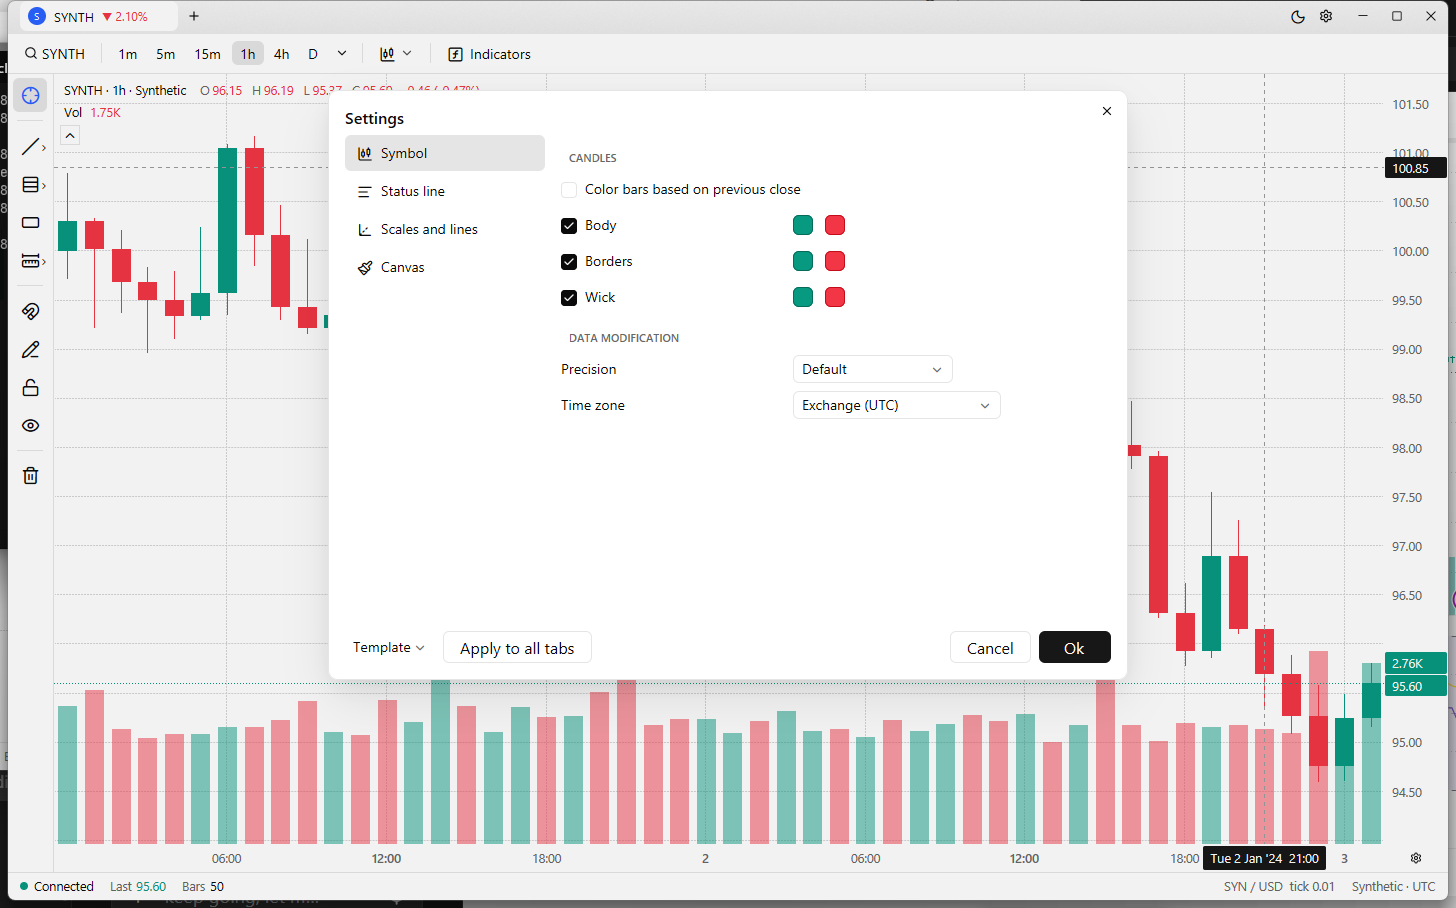 SYNTH ▼ 2.10%
SYNTH 1m 5m 15m 1h 4h D Indicators
SYNTH · 1h · Synthetic O 96.15 H 96.19 L 95.37
Vol 1.75K
Settings
Symbol
Status line
Scales and lines
Canvas
CANDLES
Color bars based on previous close
Body
Borders
Wick
DATA MODIFICATION
Precision Default
Time zone Exchange (UTC)
Template Apply to all tabs Cancel Ok
101.50
101.00
100.85
100.50
100.00
99.50
99.00
98.50
98.00
97.50
97.00
96.50
2.76K
95.60
95.00
94.50
06:00 12:00 18:00 2 06:00 12:00 18:00 Tue 2 Jan '24 21:00 3
Connected Last 95.60 Bars 50 SYN / USD tick 0.01 Synthetic · UTC